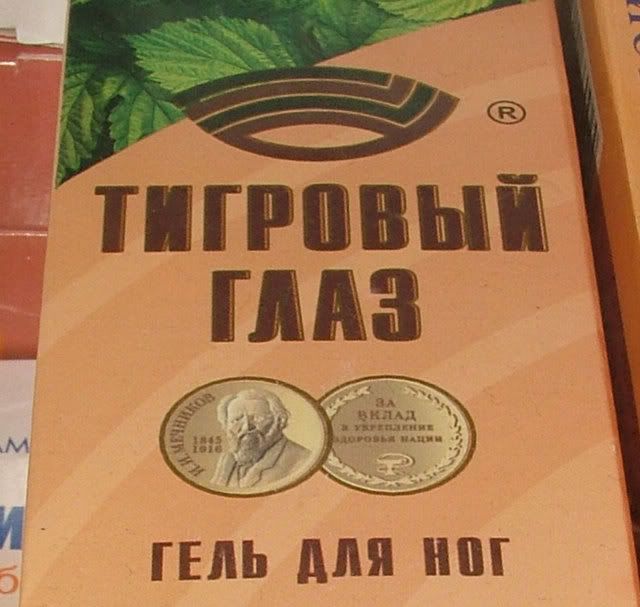 ®
ТИГРОВЫЙ
ГЛАЗ
И.И.МЕЧНИКОВ
1845
1916
ЗА
ВКЛАД
В УКРЕПЛЕНИЕ
ЗДОРОВЬЯ НАЦИИ
ГЕЛЬ ДЛЯ НОГ